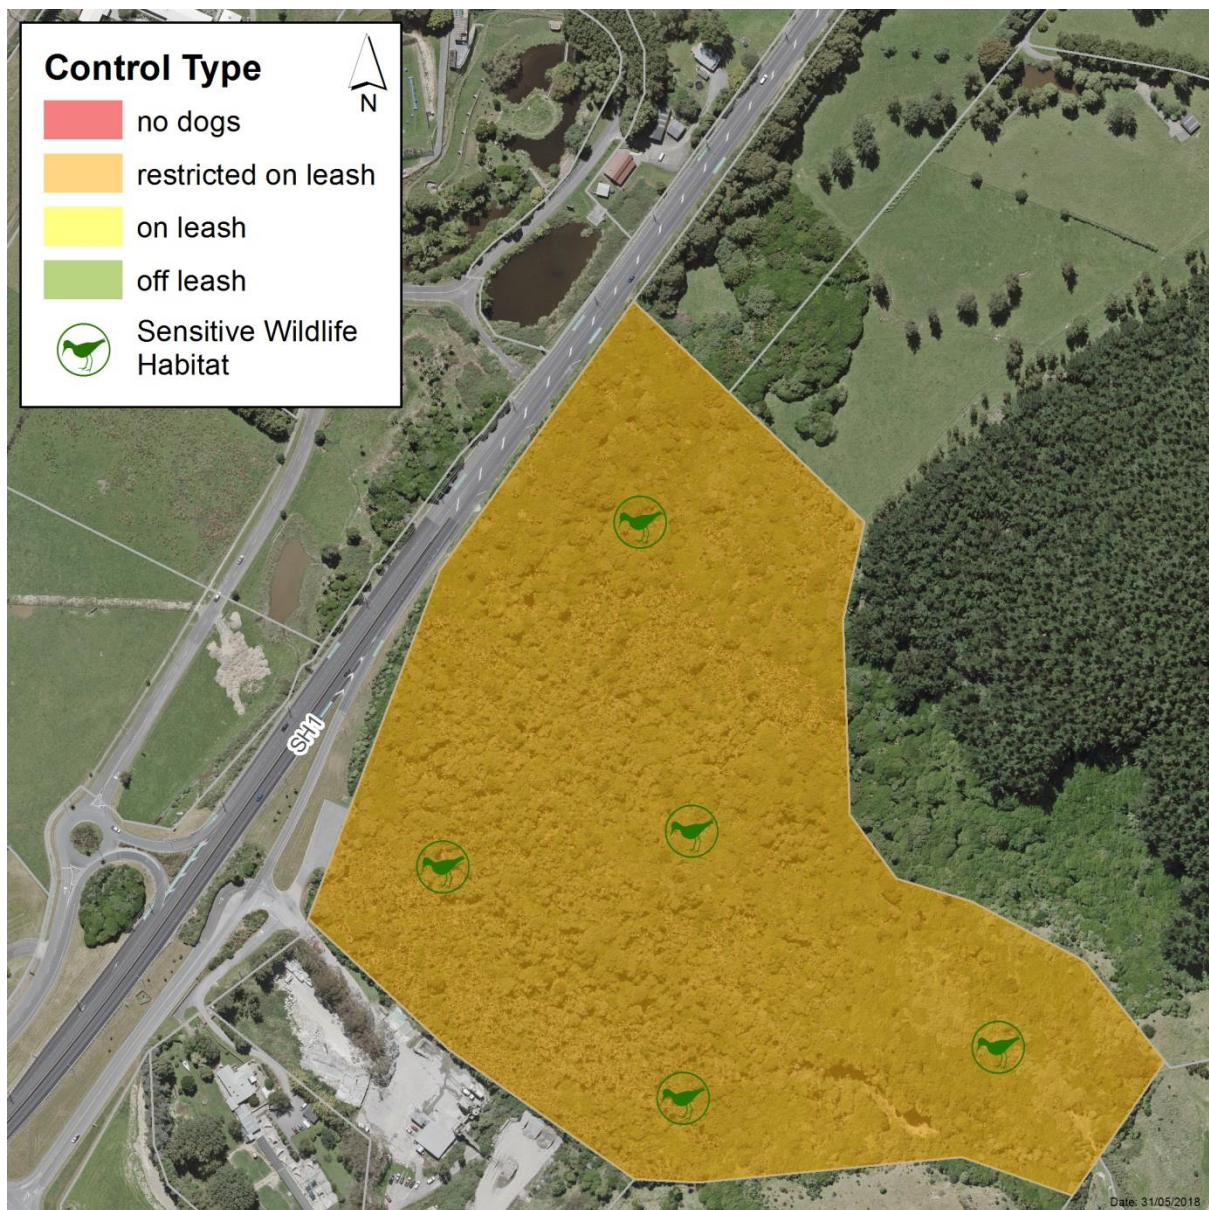 Control Type
N
no dogs
restricted on leash
on leash
off leash
Sensitive Wildlife
Habitat
SH1
Date: 31/05/2018